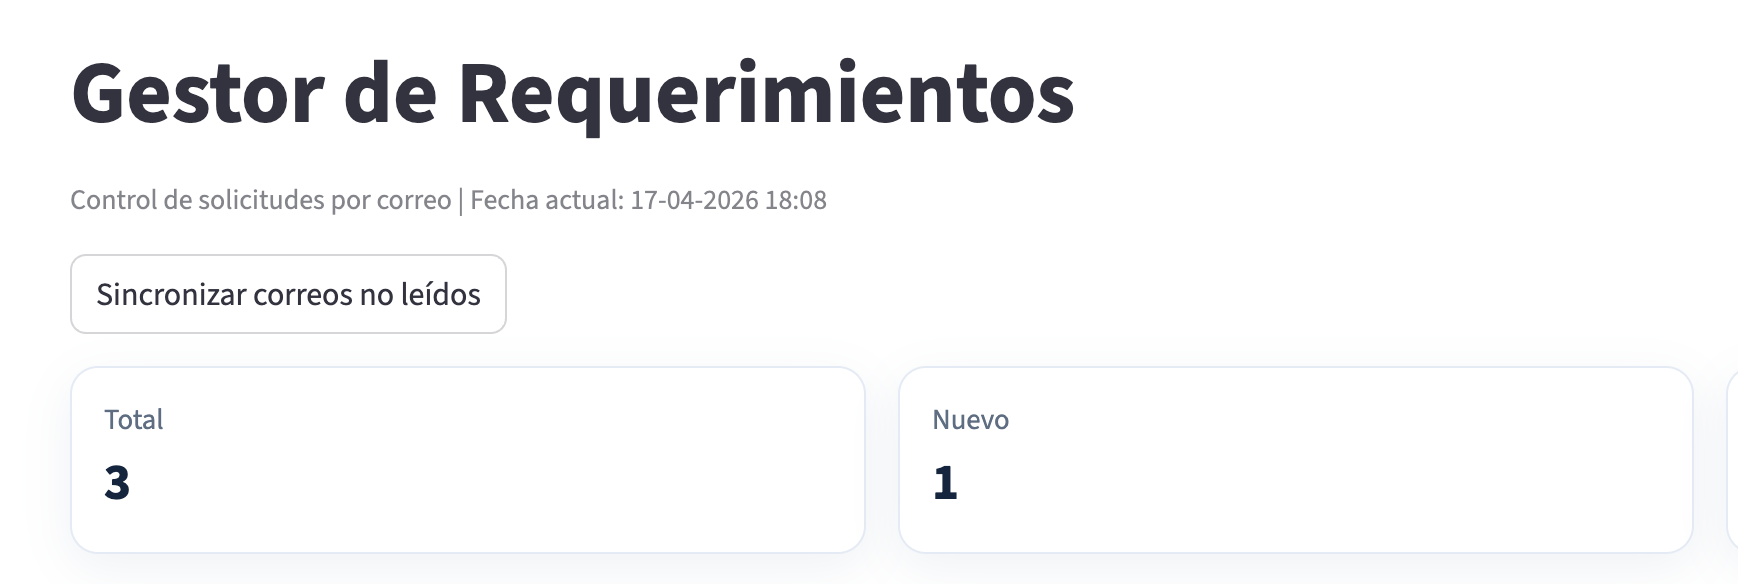 Gestor de Requerimientos
Control de solicitudes por correo | Fecha actual: 17-04-2026 18:08
Sincronizar correos no leídos
Total
3
Nuevo
1